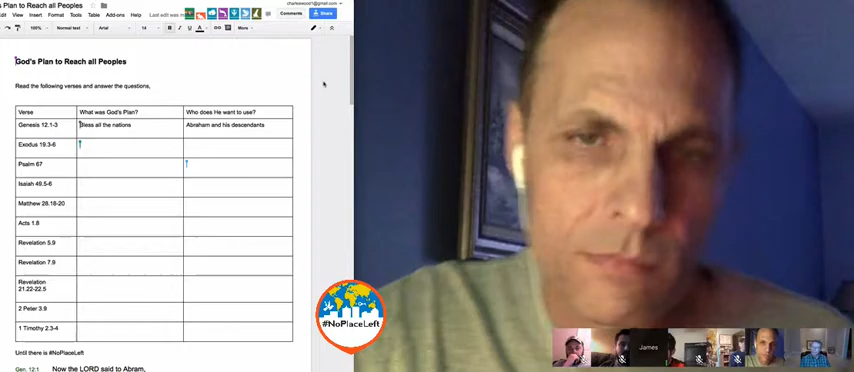 s Plan to Reach all Peoples
charleswood1@gmail.com
View Insert Format Tools Table Add-ons Help Last edit was
Comments Share
100% Normal text Arial 14 B I U A More
God's Plan to Reach all Peoples
Read the following verses and answer the questions,
Verse What was God's Plan? Who does He want to use?
Genesis 12.1-3 Bless all the nations Abraham and his descendants
Exodus 19.3-6
Psalm 67
Isaiah 49.5-6
Matthew 28.18-20
Acts 1.8
Revelation 5.9
Revelation 7.9
Revelation
21.22-22.5
2 Peter 3.9
1 Timothy 2.3-4
Until there is #NoPlaceLeft
Gen. 12:1 Now the LORD said to Abram,
#NoPlaceLeft
James